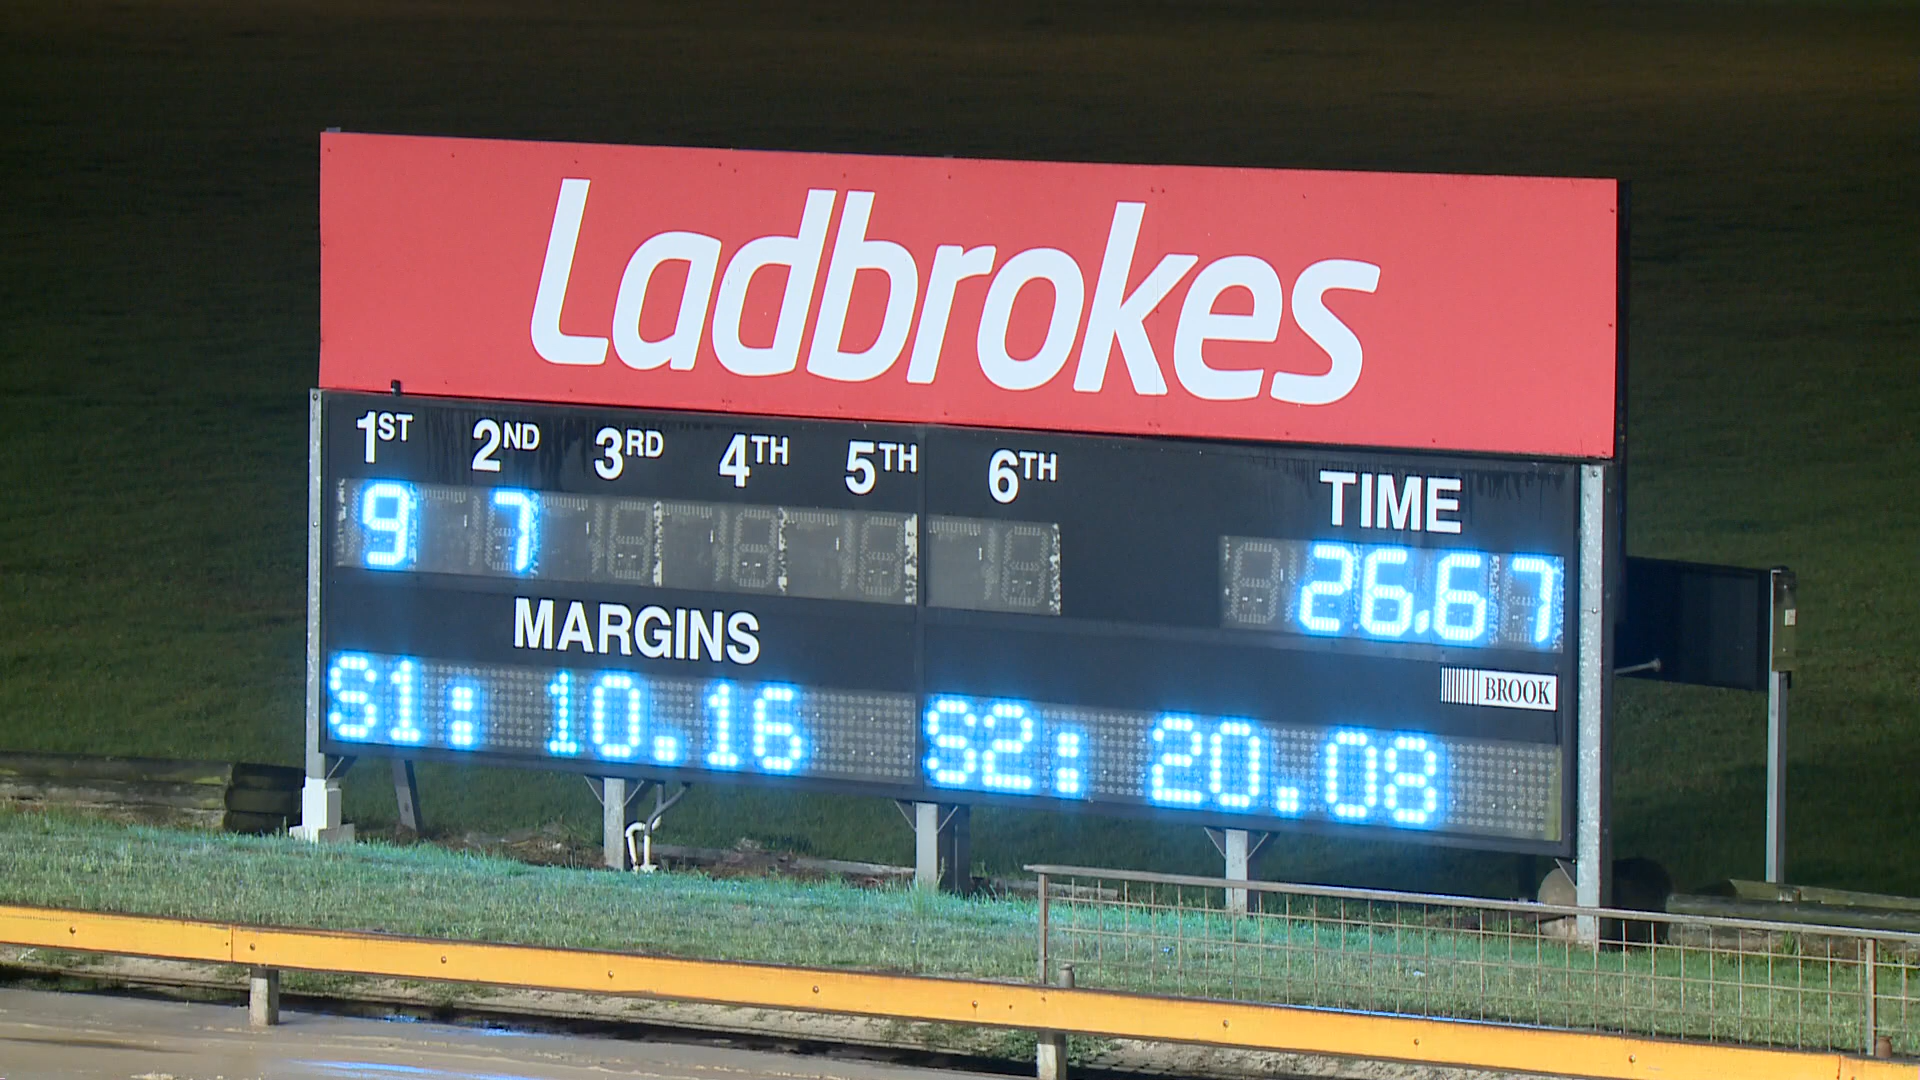 Ladbrokes
1ST 2ND 3RD 4TH 5TH 6TH TIME
9 7 26.67
MARGINS
BROOK
S1: 10.16 S2: 20.08